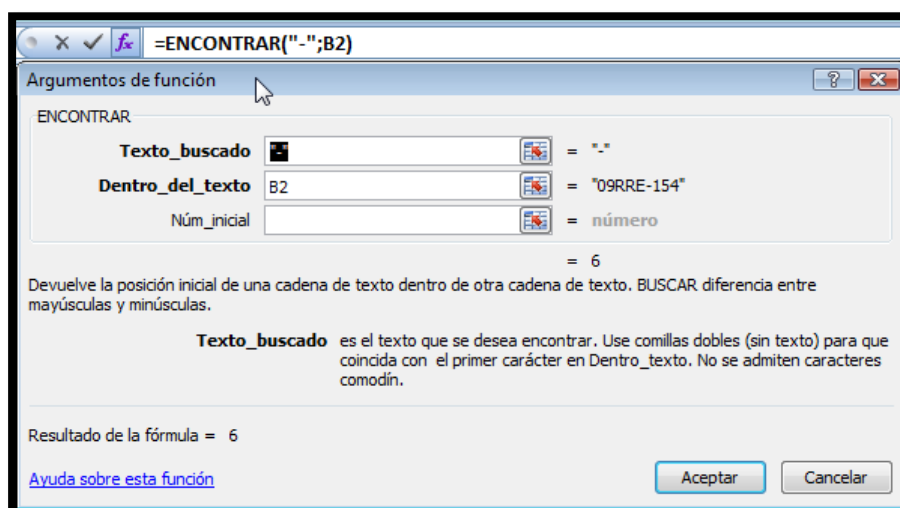 fx =ENCONTRAR("-";B2)
Argumentos de función ?
ENCONTRAR
Texto_buscado "-" = "-"
Dentro_del_texto B2 = "09RRE-154"
Núm_inicial = número
= 6
Devuelve la posición inicial de una cadena de texto dentro de otra cadena de texto. BUSCAR diferencia entre
mayúsculas y minúsculas.
Texto_buscado es el texto que se desea encontrar. Use comillas dobles (sin texto) para que
coincida con el primer carácter en Dentro_texto. No se admiten caracteres
comodín.
Resultado de la fórmula = 6
Ayuda sobre esta función Aceptar Cancelar